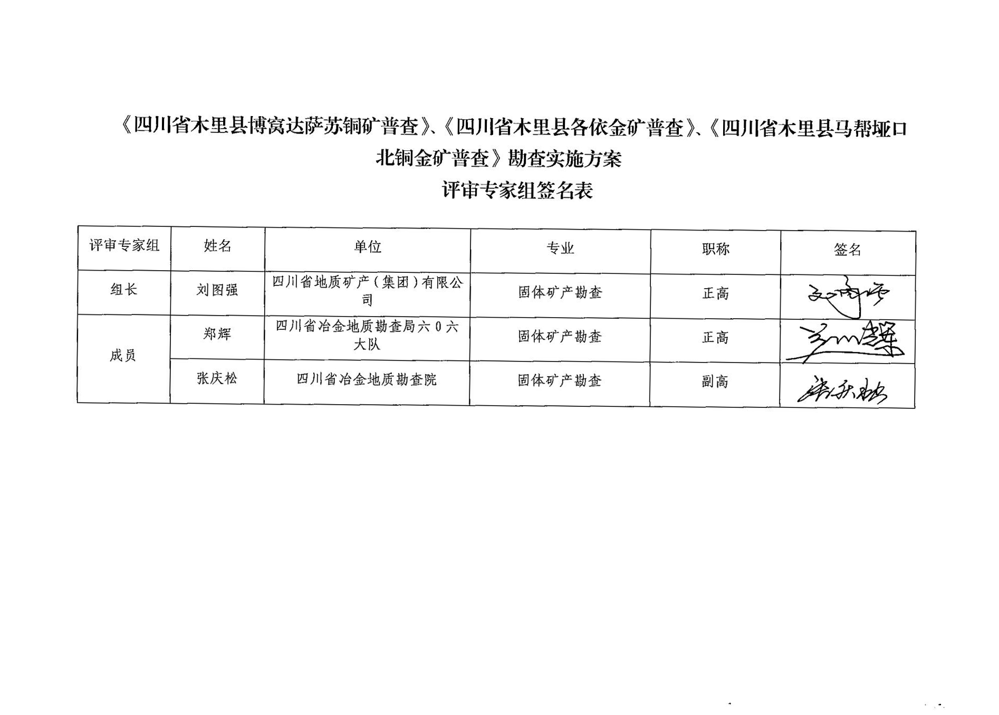 《四川省木里县博窝达萨苏铜矿普查》、《四川省木里县各依金矿普查》、《四川省木里县马帮垭口
北铜金矿普查》勘查实施方案
评审专家组签名表
评审专家组 姓名 单位 专业 职称 签名
组长 刘图强 四川省地质矿产(集团)有限公
司 固体矿产勘查 正高
成员 郑辉 四川省冶金地质勘查局六0六
大队 固体矿产勘查 正高
张庆松 四川省冶金地质勘查院 固体矿产勘查 副高 张庆松